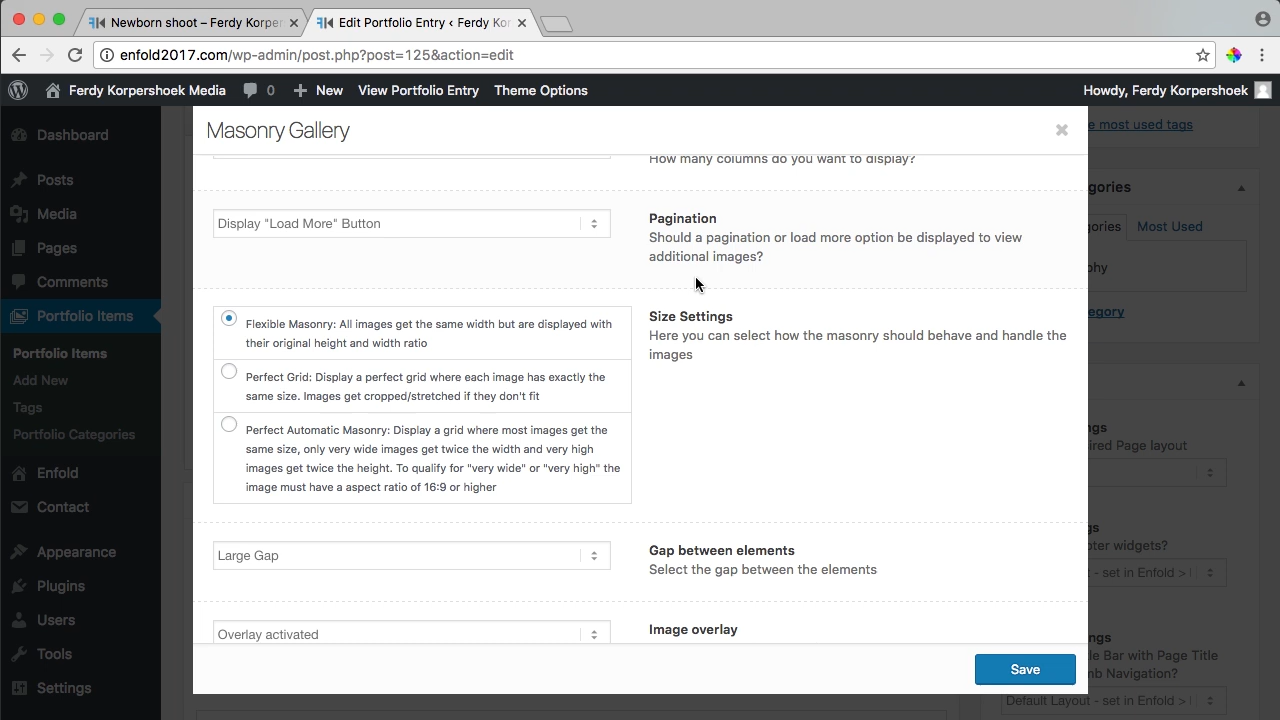 Newborn shoot – Ferdy Korper
Edit Portfolio Entry ‹ Ferdy Kor
enfold2017.com/wp-admin/post.php?post=125&action=edit
Ferdy Korpershoek Media
0
New
View Portfolio Entry
Theme Options
Howdy, Ferdy Korpershoek
Dashboard
Posts
Media
Pages
Comments
Portfolio Items
Portfolio Items
Add New
Tags
Portfolio Categories
Enfold
Contact
Appearance
Plugins
Users
Tools
Settings
Masonry Gallery
How many columns do you want to display?
Display "Load More" Button
Pagination
Should a pagination or load more option be displayed to view
additional images?
Flexible Masonry: All images get the same width but are displayed with
their original height and width ratio
Perfect Grid: Display a perfect grid where each image has exactly the
same size. Images get cropped/stretched if they don't fit
Perfect Automatic Masonry: Display a grid where most images get the
same size, only very wide images get twice the width and very high
images get twice the height. To qualify for "very wide" or "very high" the
image must have a aspect ratio of 16:9 or higher
Size Settings
Here you can select how the masonry should behave and handle the
images
Large Gap
Gap between elements
Select the gap between the elements
Overlay activated
Image overlay
Save
e most used tags
gories
gories
Most Used
hy
egory
ngs
ired Page layout
gs
oter widgets?
t - set in Enfold >
ngs
le Bar with Page Title
mb Navigation?
Default Layout - set in Enfold >